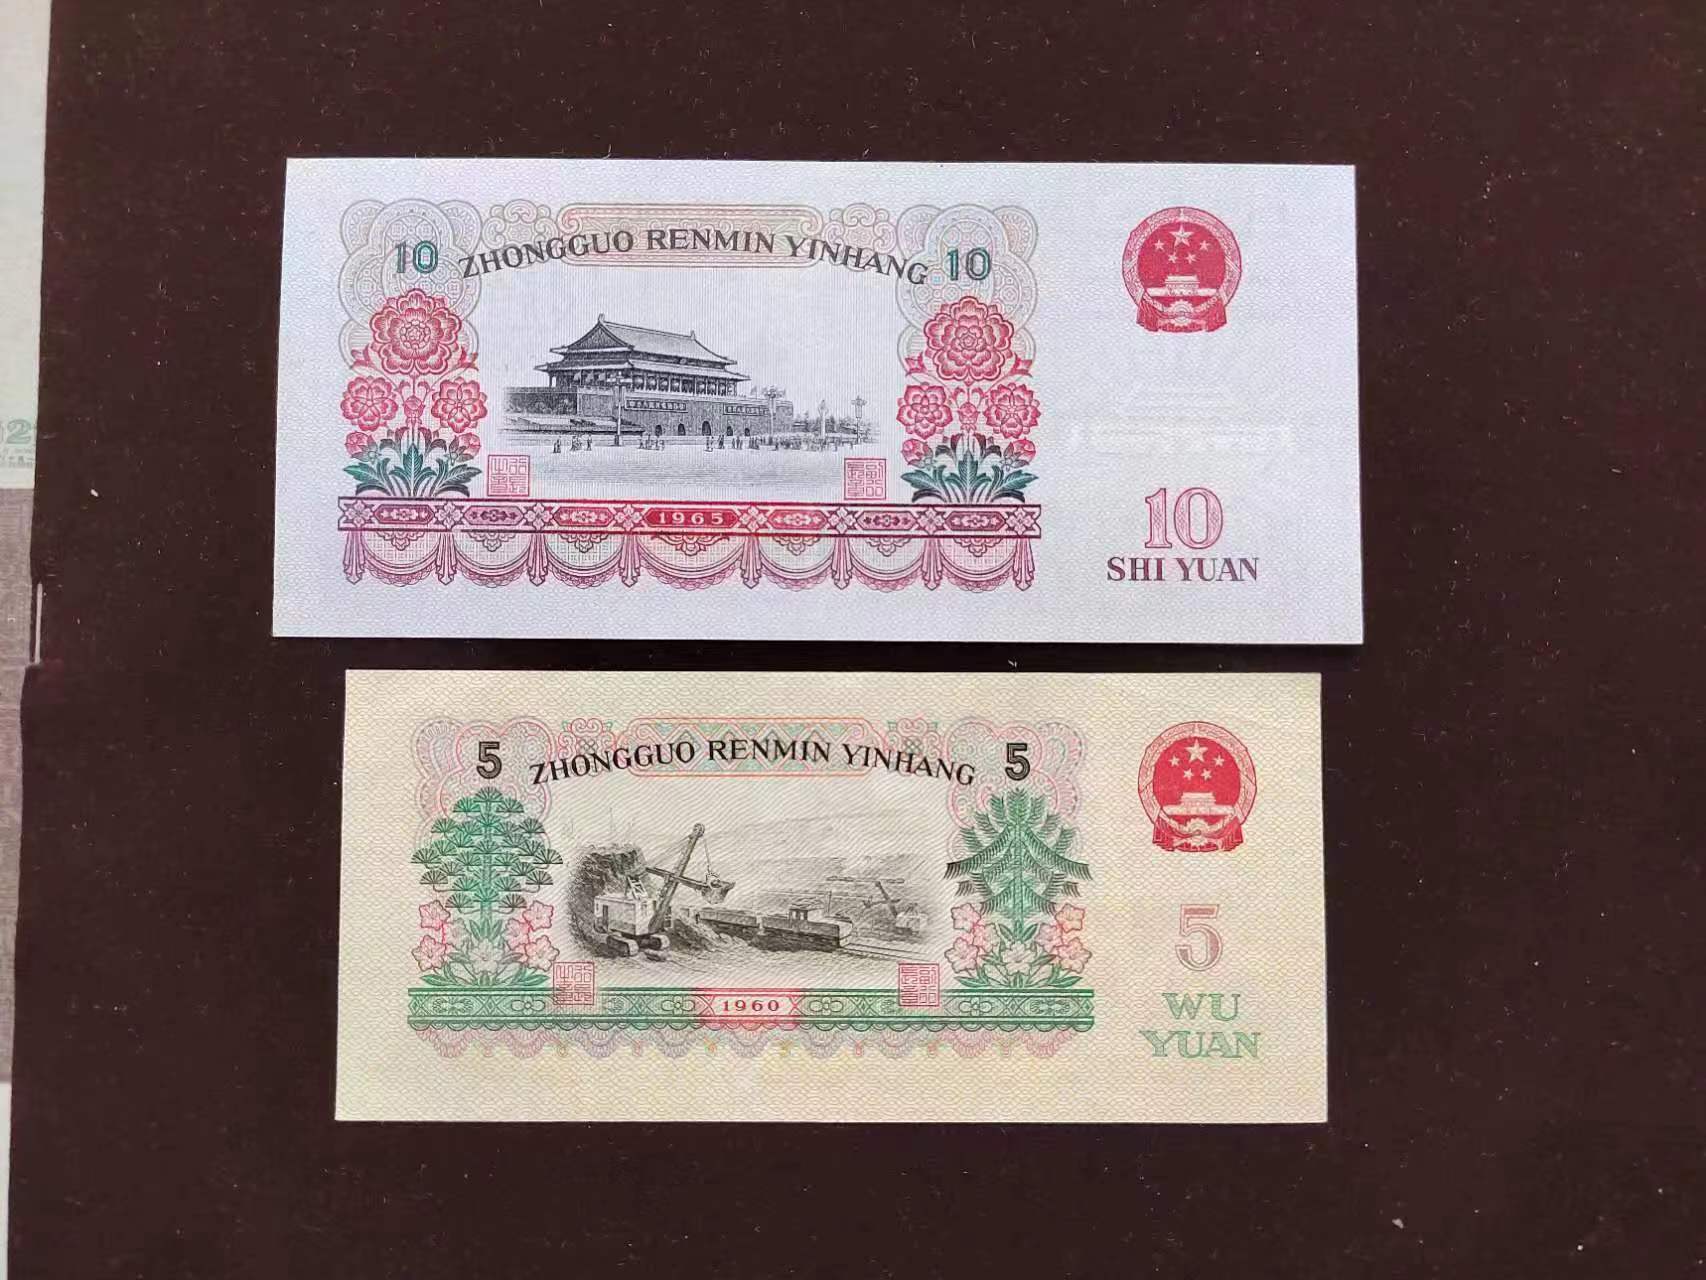 10 ZHONGGUO RENMIN YINHANG 10
1965
10
SHI YUAN
5 ZHONGGUO RENMIN YINHANG 5
1960
5
WU
YUAN